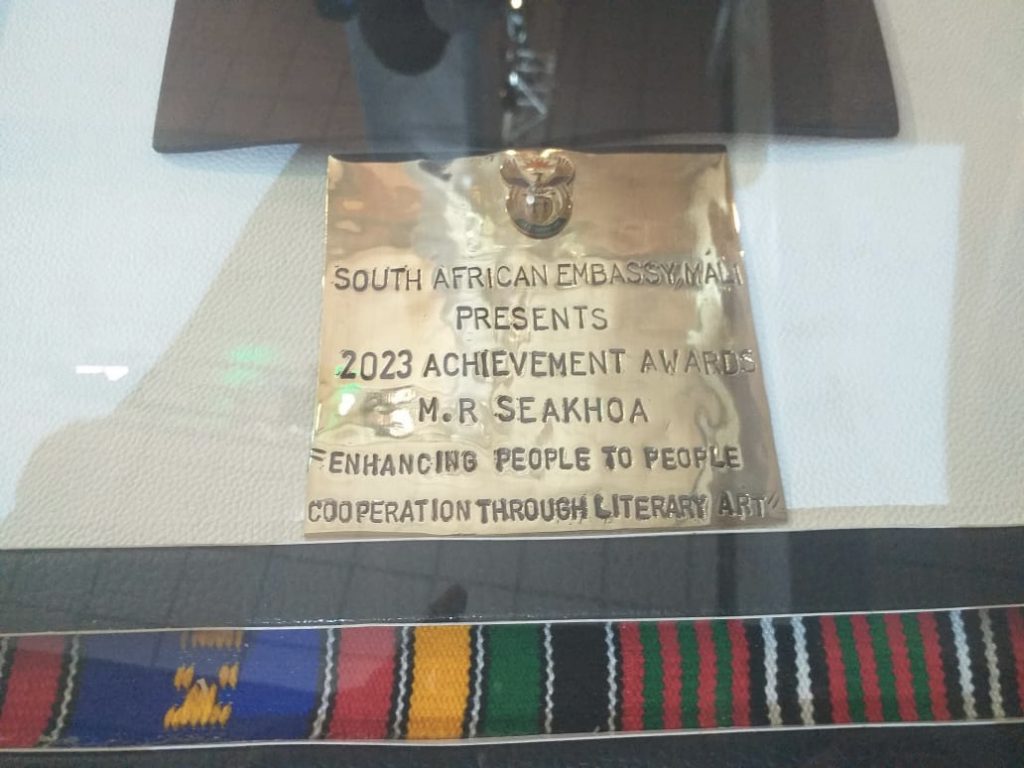 SOUTH AFRICAN EMBASSY, MALI
PRESENTS
2023 ACHIEVEMENT AWARDS
M.R SEAKHOA
"ENHANCING PEOPLE TO PEOPLE
COOPERATION THROUGH LITERARY ART"